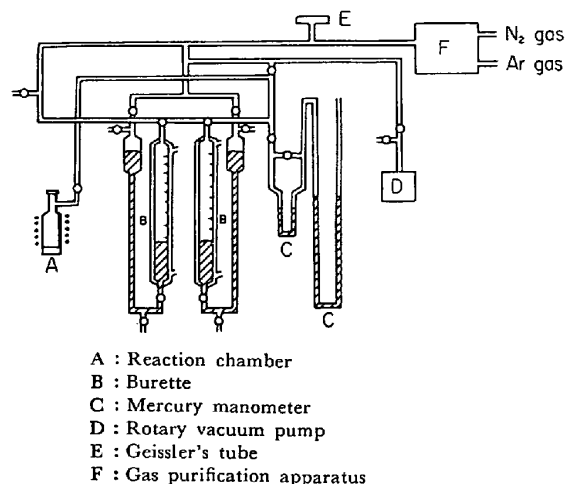 E
F
N₂ gas
Ar gas
B
B
D
C
A
C
A : Reaction chamber
B : Burette
C : Mercury manometer
D : Rotary vacuum pump
E : Geissler's tube
F : Gas purification apparatus